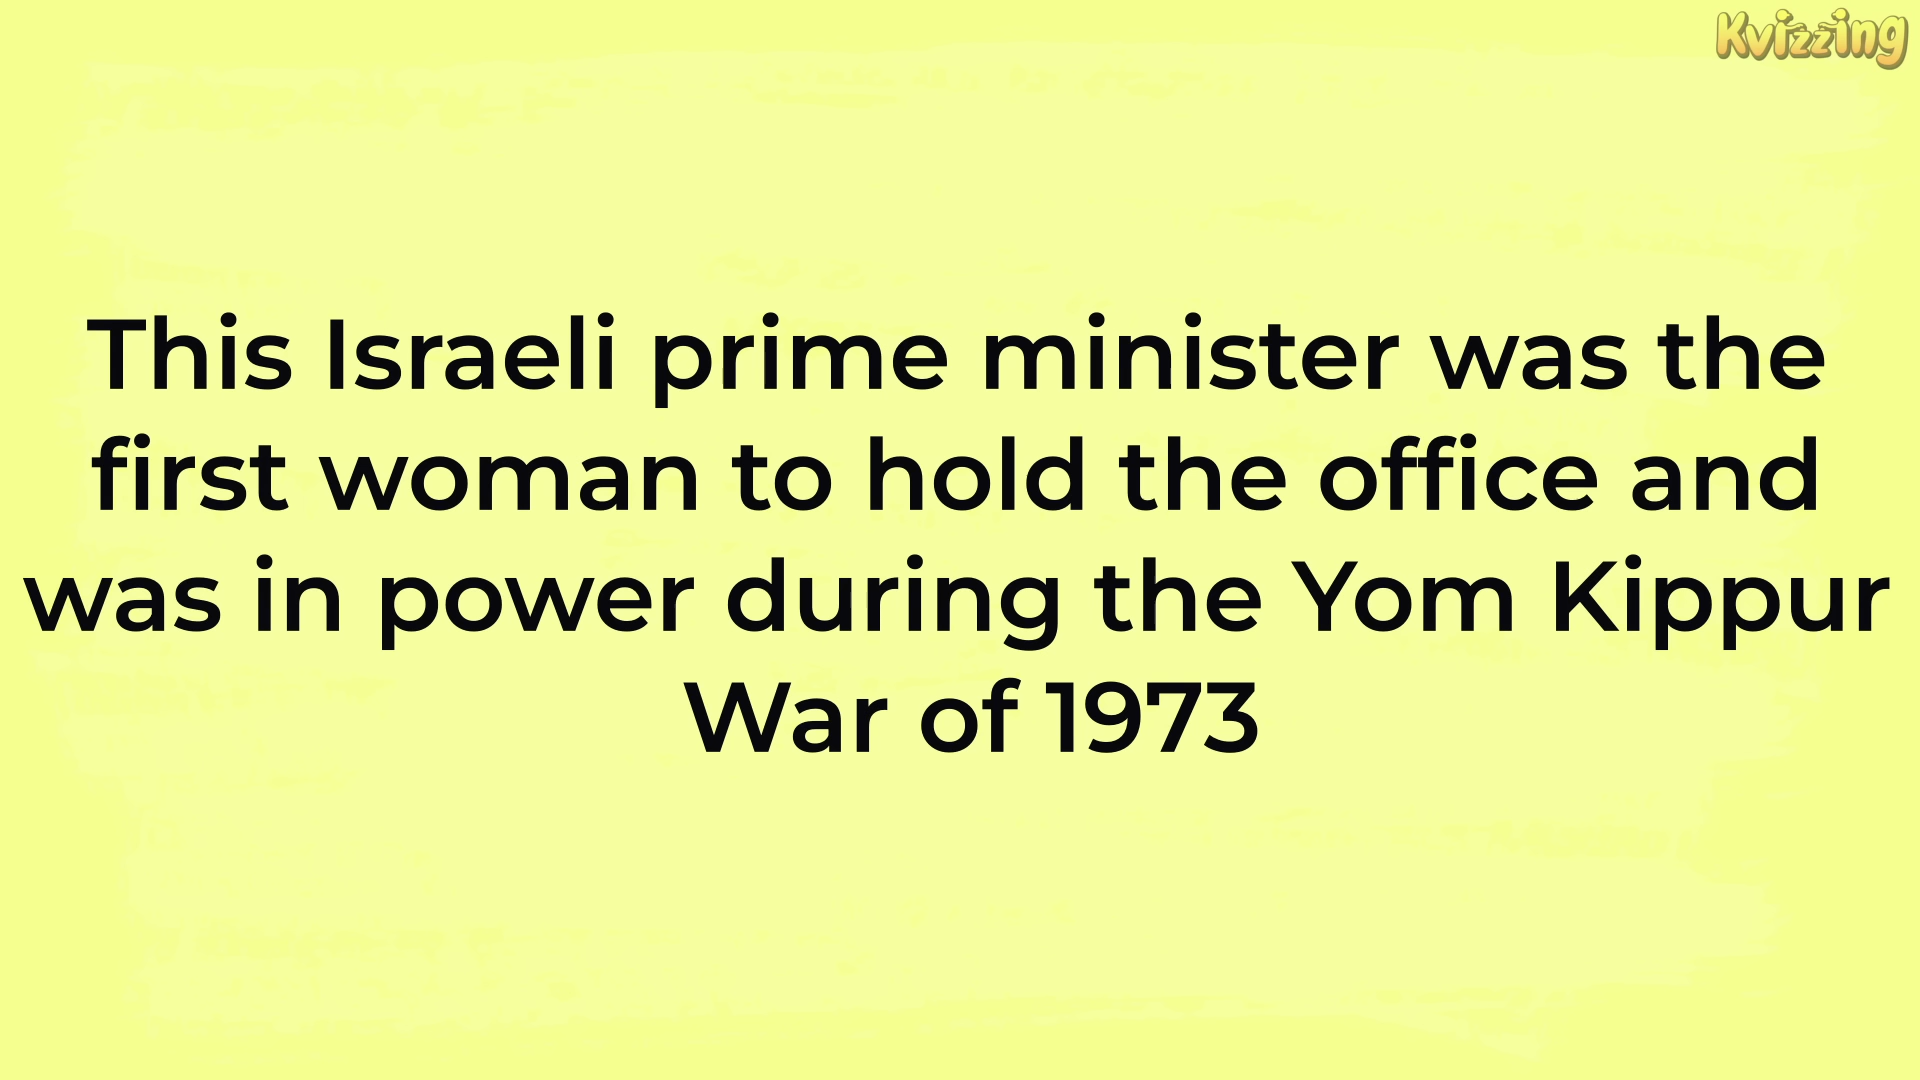 Kvizzing
This Israeli prime minister was the
first woman to hold the office and
was in power during the Yom Kippur
War of 1973